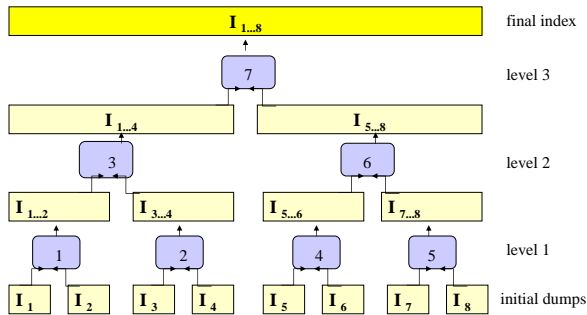 I 1...8 final index
7 level 3
I 1...4 I 5...8
3 6 level 2
I 1...2 I 3...4 I 5...6 I 7...8
1 2 4 5 level 1
I 1 I 2 I 3 I 4 I 5 I 6 I 7 I 8 initial dumps